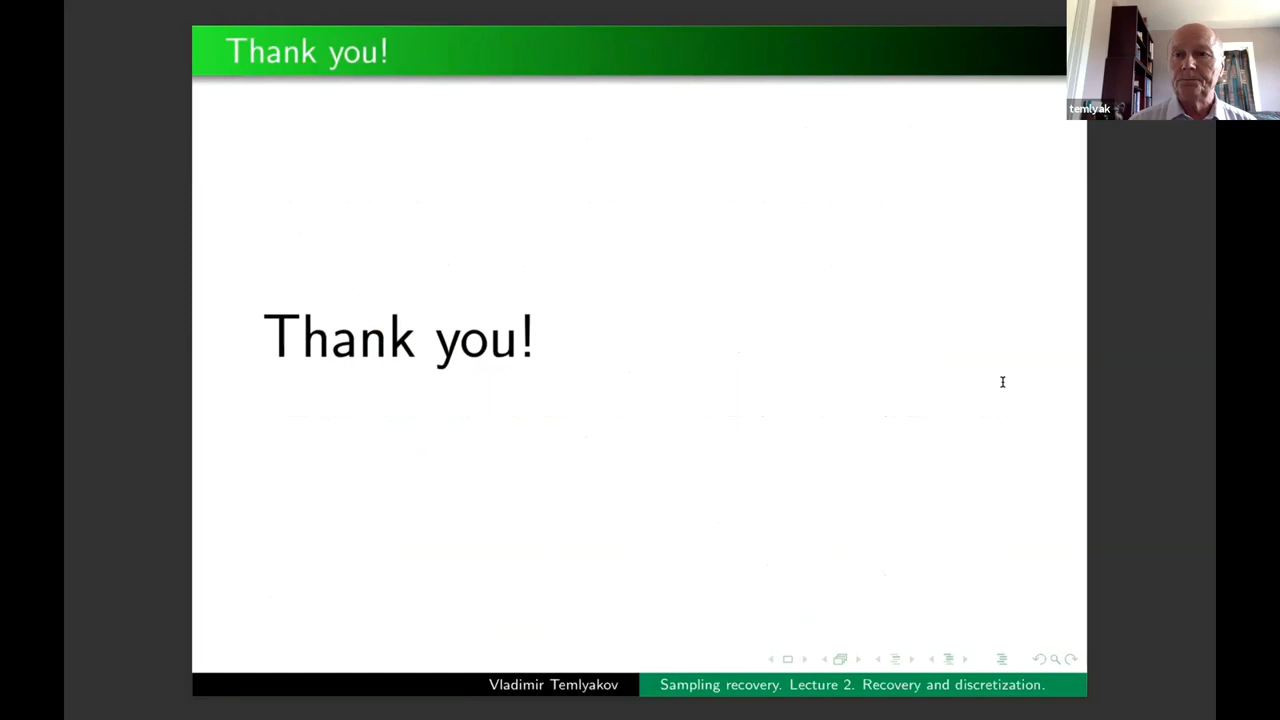 Thank you!
temlyak
Thank you!
Vladimir Temlyakov
Sampling recovery. Lecture 2. Recovery and discretization.